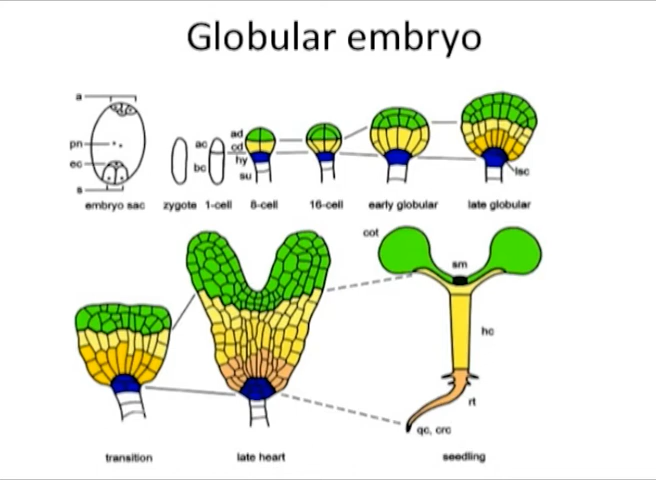 Globular embryo
a
pn
ec
s
ac
bc
ad
cd
hy
su
lsc
embryo sac
zygote
1-cell
8-cell
16-cell
early globular
late globular
cot
sm
hc
rt
qc, crc
transition
late heart
seedling